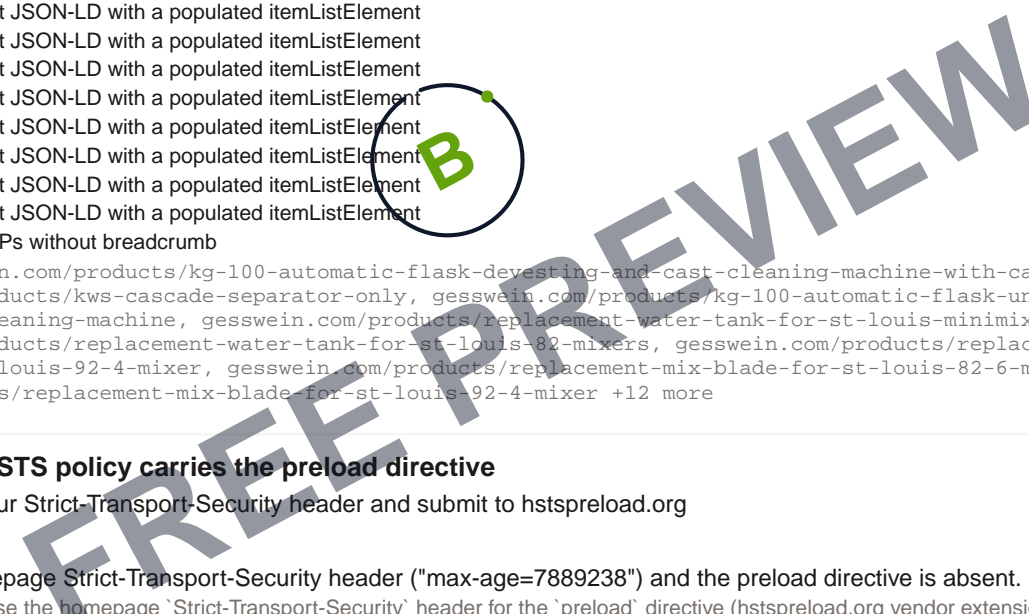 t JSON-LD with a populated itemListElement
t JSON-LD with a populated itemListElement
t JSON-LD with a populated itemListElement
t JSON-LD with a populated itemListElement
t JSON-LD with a populated itemListElement
t JSON-LD with a populated itemListElement
t JSON-LD with a populated itemListElement
t JSON-LD with a populated itemListElement
B
Ps without breadcrumb
n.com/products/kg-100-automatic-flask-devesting-and-cast-cleaning-machine-with-ca
ducts/kws-cascade-separator-only, gesswein.com/products/kg-100-automatic-flask-un
eaning-machine, gesswein.com/products/replacement-water-tank-for-st-louis-minimix
ducts/replacement-water-tank-for-st-louis-82-mixers, gesswein.com/products/replac
louis-92-4-mixer, gesswein.com/products/replacement-mix-blade-for-st-louis-82-6-m
s/replacement-mix-blade-for-st-louis-92-4-mixer +12 more
STS policy carries the preload directive
ur Strict-Transport-Security header and submit to hstspreload.org
epage Strict-Transport-Security header ("max-age=7889238") and the preload directive is absent.
se the homepage `Strict-Transport-Security` header for the `preload` directive (hstspreload.org vendor extensi
FREE PREVIEW